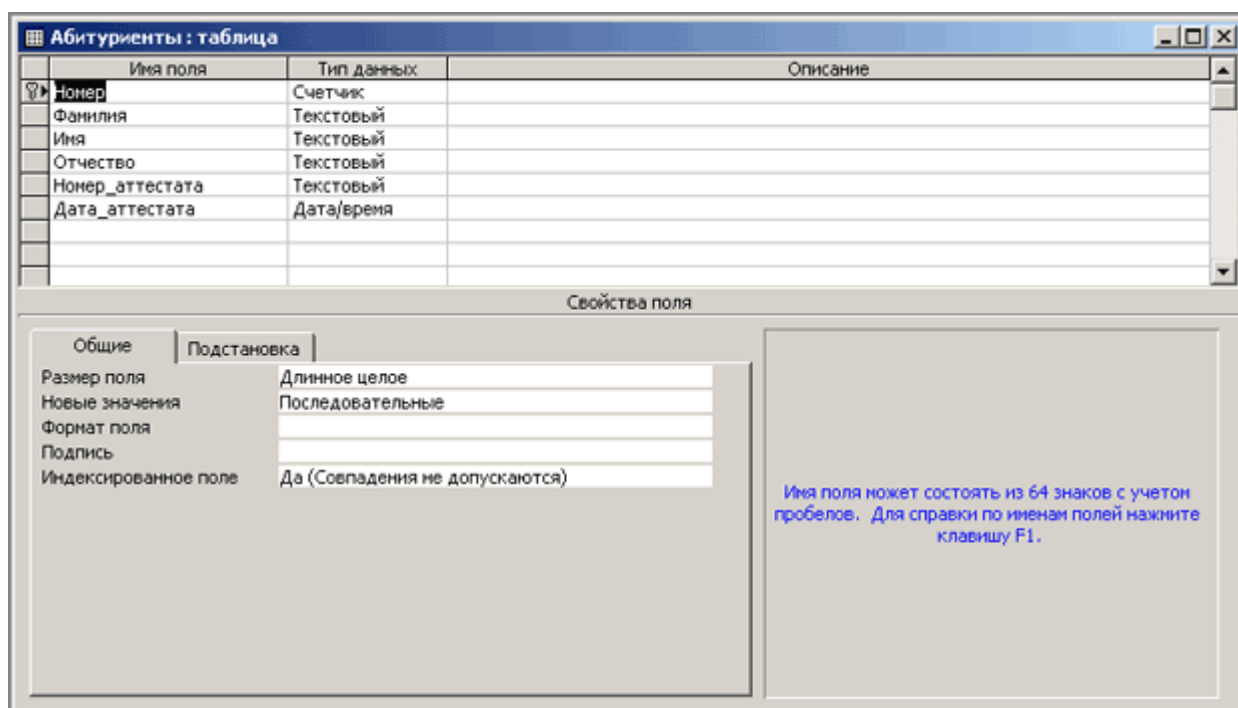 Абитуриенты : таблица
Имя поля Тип данных Описание
Номер Счетчик
Фамилия Текстовый
Имя Текстовый
Отчество Текстовый
Номер_аттестата Текстовый
Дата_аттестата Дата/время
Свойства поля
Общие Подстановка
Размер поля Длинное целое
Новые значения Последовательные
Формат поля
Подпись
Индексированное поле Да (Совпадения не допускаются)
Имя поля может состоять из 64 знаков с учетом
пробелов. Для справки по именам полей нажмите
клавишу F1.